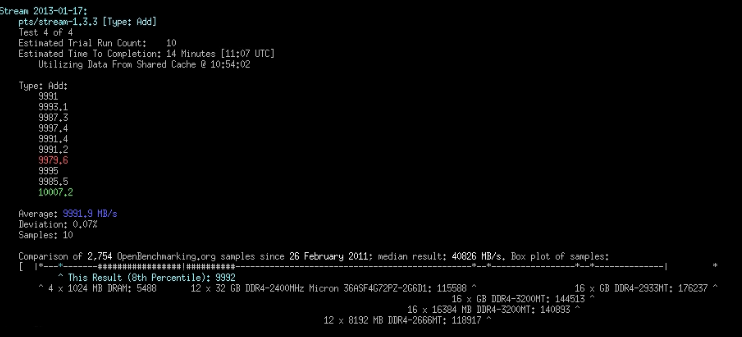 Stream 2013-01-17:
pts/stream-1.3.3 [Type: Add]
Test 4 of 4
Estimated Trial Run Count: 10
Estimated Time To Completion: 14 Minutes [11:07 UTC]
Utilizing Data From Shared Cache @ 10:54:02
Type: Add:
9991
9993.1
9987.3
9997.4
9991.4
9991.2
9979.6
9995
9985.5
10007.2
Average: 9991.9 MB/s
Deviation: 0.07%
Samples: 10
Comparison of 2,754 OpenBenchmarking.org samples since 26 February 2011; median result: 40826 MB/s. Box plot of samples:
[ |*---*-------#################!##########------------------------------------------------*--*-----------------*--*--------------| *
^ This Result (8th Percentile): 9992
^ 4 x 1024 MB DRAM: 5488 12 x 32 GB DDR4-2400MHz Micron 36ASF4G72PZ-2G6D1: 115588 ^ 16 x GB DDR4-2933MT: 176237 ^
16 x GB DDR4-3200MT: 144513 ^
16 x 16384 MB DDR4-3200MT: 140893 ^
12 x 8192 MB DDR4-2666MT: 118917 ^